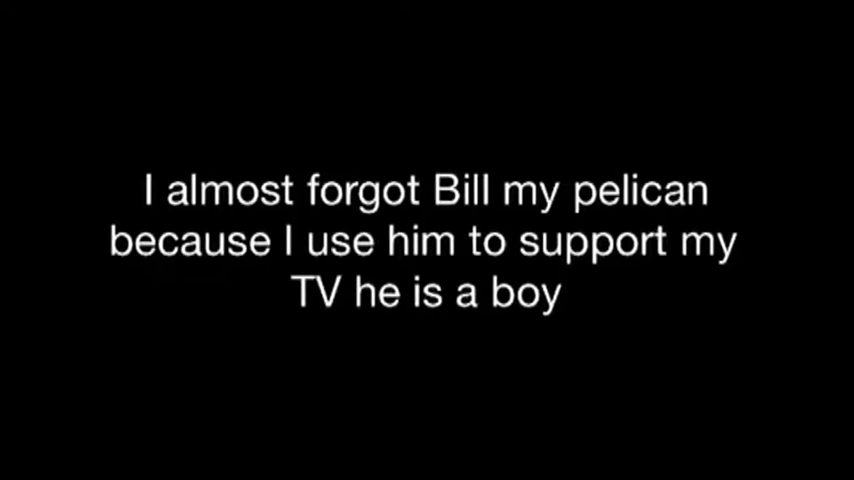 I almost forgot Bill my pelican
because I use him to support my
TV he is a boy